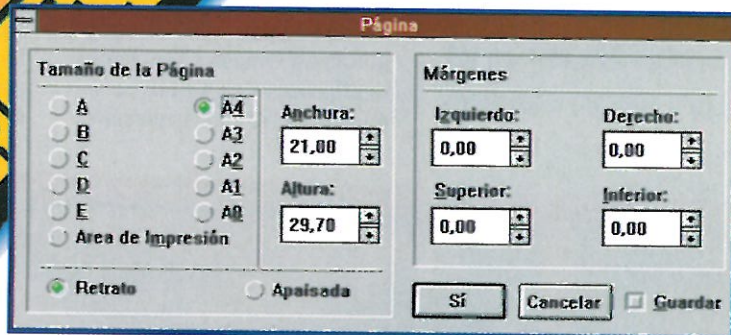 Página
Tamaño de la Página
A
B
C
D
E
Area de Impresión
A4
A3
A2
A1
A0
Anchura:
21,00
Altura:
29,70
Retrato
Apaisada
Márgenes
Izquierdo:
0,00
Derecho:
0,00
Superior:
0,00
Inferior:
0,00
Sí
Cancelar
Guardar